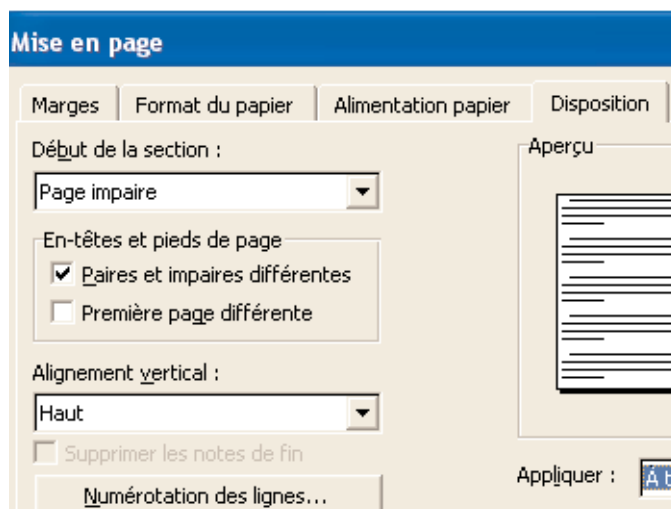 Mise en page
Marges Format du papier Alimentation papier Disposition
Début de la section :
Page impaire
En-têtes et pieds de page
Paires et impaires différentes
Première page différente
Alignement vertical :
Haut
Supprimer les notes de fin
Numérotation des lignes...
Aperçu
Appliquer :